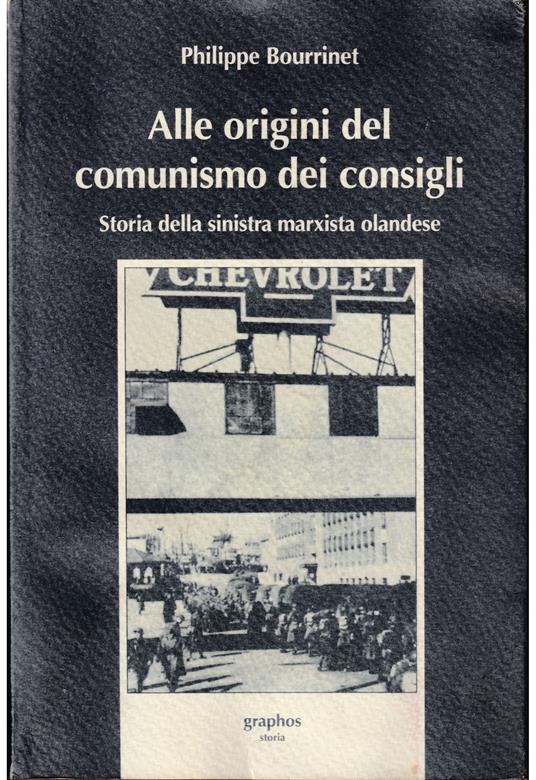 Philippe Bourrinet
Alle origini del
comunismo dei consigli
Storia della sinistra marxista olandese
CHEVROLET
graphos
storia